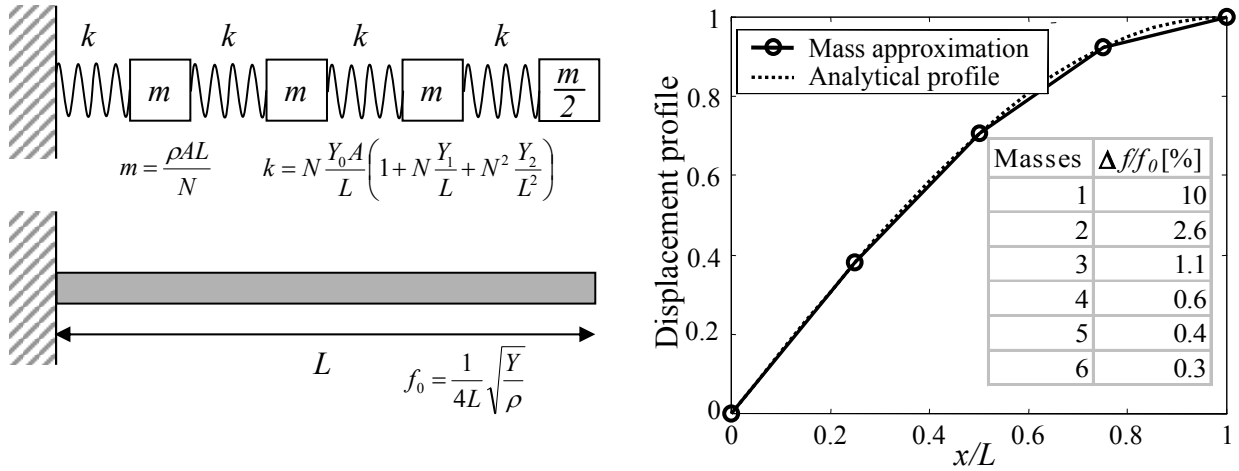 k k k k
m m m m/2
m = ρAL/N k = N Y₀A/L (1 + N Y₁/L + N² Y₂/L²)
L
f₀ = 1/4L √(Y/ρ)
Displacement profile
1
0.8
0.6
0.4
0.2
0
Mass approximation
Analytical profile
Masses Δf/f₀[%]
1 10
2 2.6
3 1.1
4 0.6
5 0.4
6 0.3
0 0.2 0.4 0.6 0.8 1
x/L